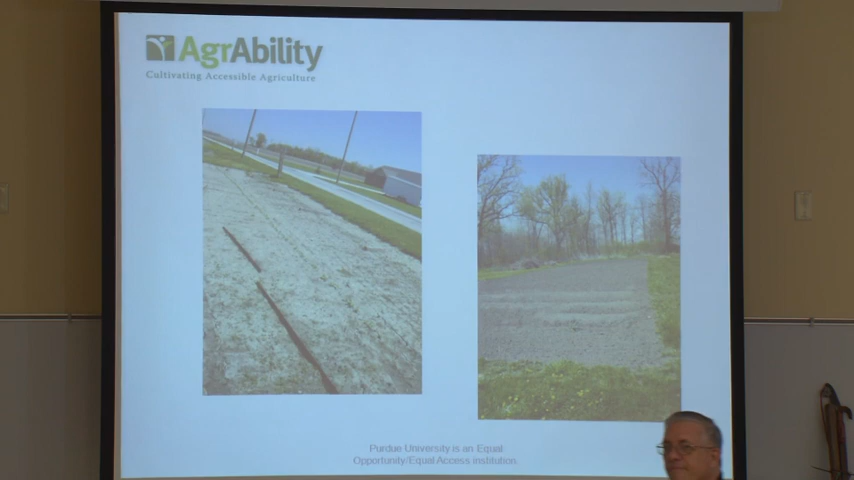 AgrAbility
Cultivating Accessible Agriculture
Purdue University is an Equal
Opportunity/Equal Access institution.